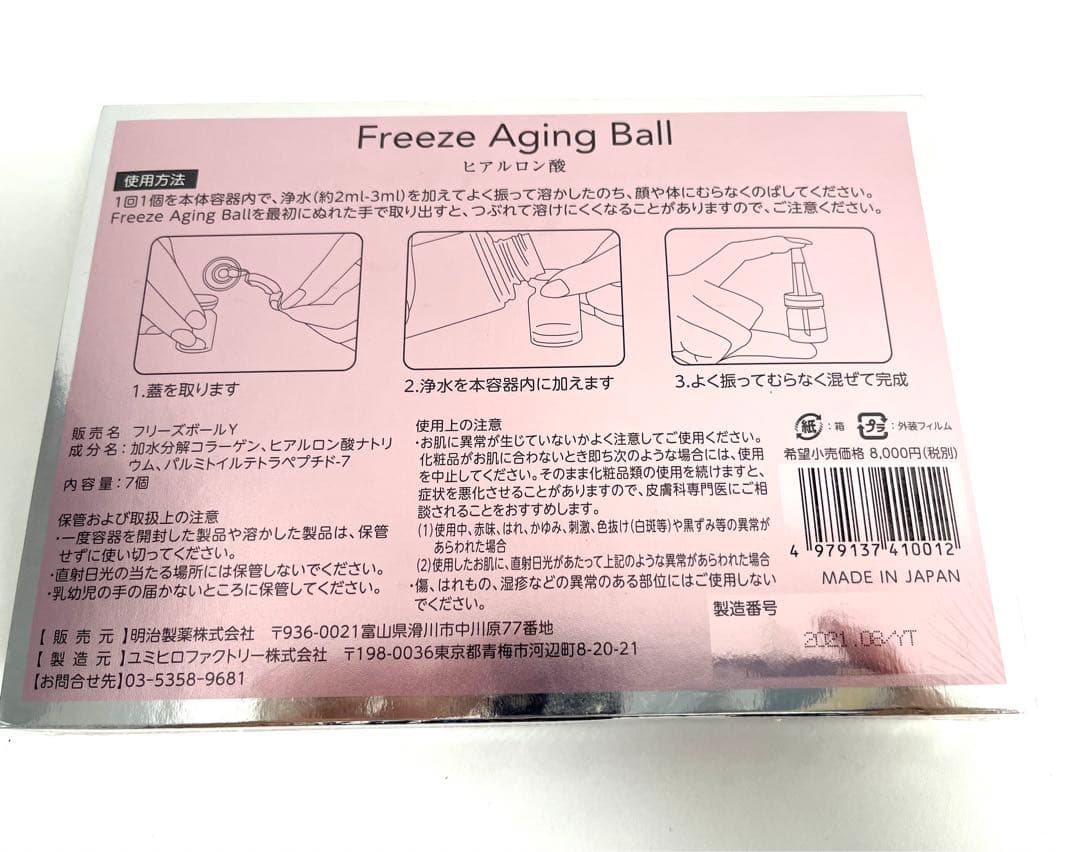 Freeze Aging Ball
ヒアルロン酸
使用方法
1回1個を本体容器内で、浄水(約2ml-3ml)を加えてよく振って溶かしたのち、顔や体にむらなくのばしてください。
Freeze Aging Ballを最初にぬれた手で取り出すと、つぶれて溶けにくくなることがありますので、ご注意ください。
1.蓋を取ります
2.浄水を本容器内に加えます
3.よく振ってむらなく混ぜて完成
販売名 フリーズボールY
成分名:加水分解コラーゲン、ヒアルロン酸ナトリ
ウム、パルミトイルテトラペプチド-7
内容量:7個
保管および取扱上の注意
・一度容器を開封した製品や溶かした製品は、保管
せずに使い切ってください。
・直射日光の当たる場所には保管しないでください。
・乳幼児の手の届かないところに保管してください。
使用上の注意
・お肌に異常が生じていないかよく注意してご使用ください。
化粧品がお肌に合わないとき即ち次のような場合には、使用
を中止してください。そのまま化粧品類の使用を続けますと、
症状を悪化させることがありますので、皮膚科専門医にご相
談されることをおすすめします。
(1)使用中、赤味、はれ、かゆみ、刺激、色抜け(白斑等)や黒ずみ等の異常が
あらわれた場合
(2)使用したお肌に、直射日光があたって上記のような異常があらわれた場合
・傷、はれもの、湿疹などの異常のある部位にはご使用しない
でください。
紙:箱 プラ:外装フィルム
希望小売価格 8,000円(税別)
4 979137 410012
MADE IN JAPAN
製造番号
2021.08/YT
【販売元】明治製薬株式会社 〒936-0021富山県滑川市中川原77番地
【製造元】ユミヒロファクトリー株式会社 〒198-0036東京都青梅市河辺町8-20-21
【お問合せ先】03-5358-9681